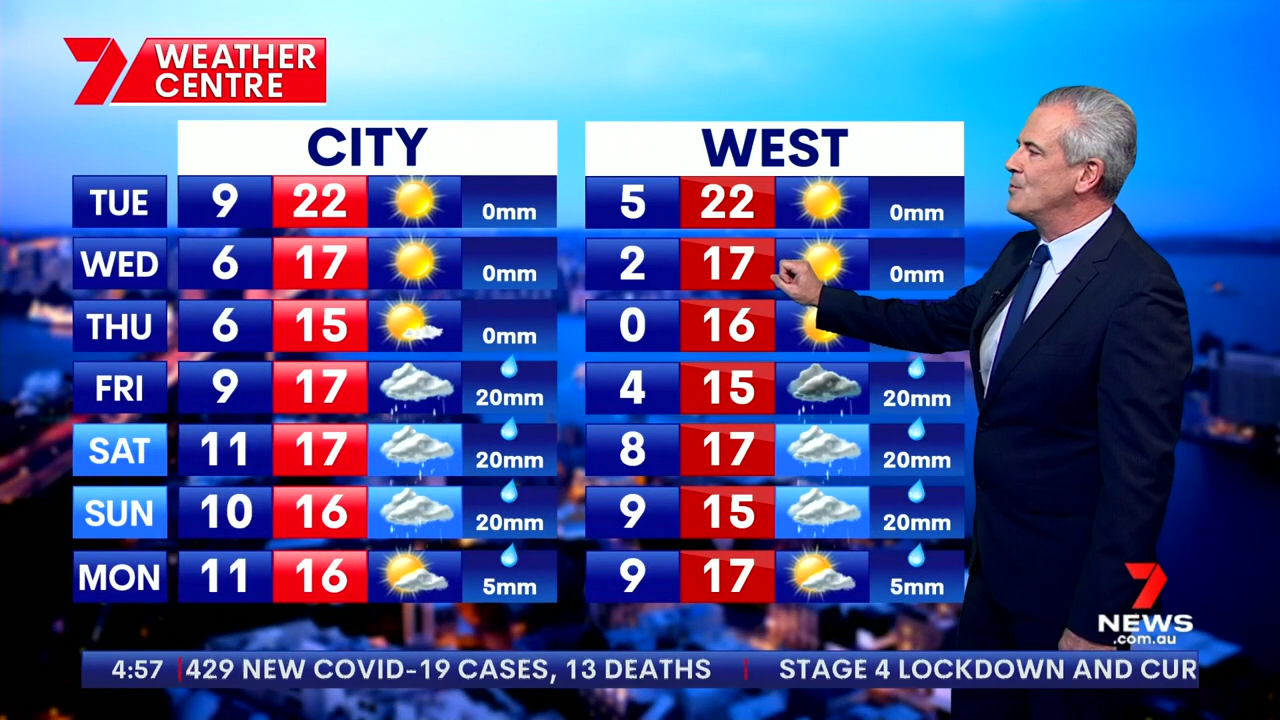 7 WEATHER
CENTRE
CITY WEST
TUE 9 22 0mm 5 22 0mm
WED 6 17 0mm 2 17 0mm
THU 6 15 0mm 0 16
FRI 9 17 20mm 4 15 20mm
SAT 11 17 20mm 8 17 20mm
SUN 10 16 20mm 9 15 20mm
MON 11 16 5mm 9 17 5mm
7
NEWS
.com.au
4:57 429 NEW COVID-19 CASES, 13 DEATHS STAGE 4 LOCKDOWN AND CUR